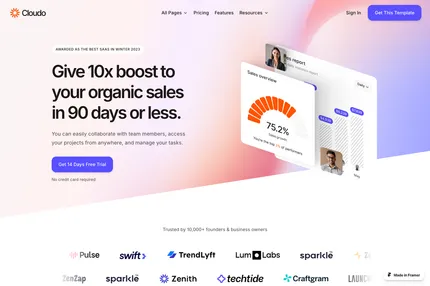 Cloudo
All Pages
Pricing
Features
Resources
Sign In
Get This Template
AWARDED AS THE BEST SAAS IN WINTER 2023
Give 10x boost to
your organic sales
in 90 days or less.
You can easily collaborate with team members, access
your projects from anywhere, and manage your tasks.
Get 14 Days Free Trial
No credit card required
Sales overview
75.2%
Sales growth
You're the top 2% of performers
report
Daily
May
Trusted by 10,000+ founders & business owners
Pulse
swift
TrendLyft
LumLabs
sparkle
Made in Framer
ZenZap
sparkle
Zenith
techtide
Craftgram
LAUNCH